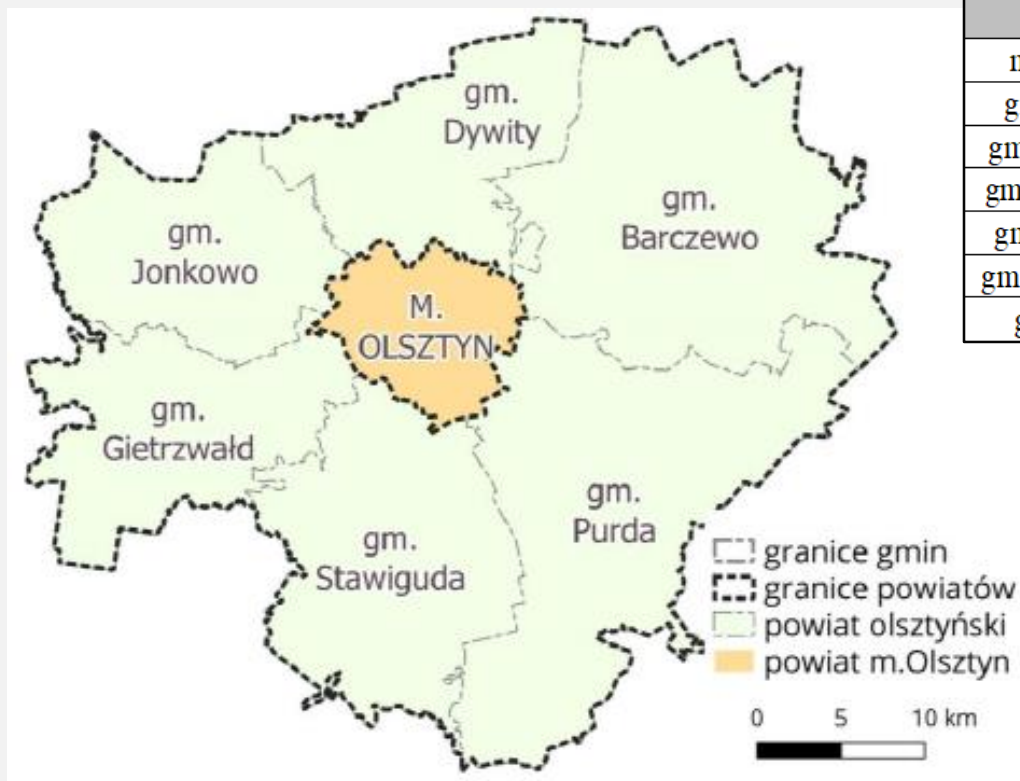 gm.
Dywity
gm.
Barczewo
gm.
Jonkowo
M.
OLSZTYN
gm.
Gietrzwałd
gm.
Purda
gm.
Stawiguda
granice gmin
granice powiatów
powiat olsztyński
powiat m.Olsztyn
0 5 10 km